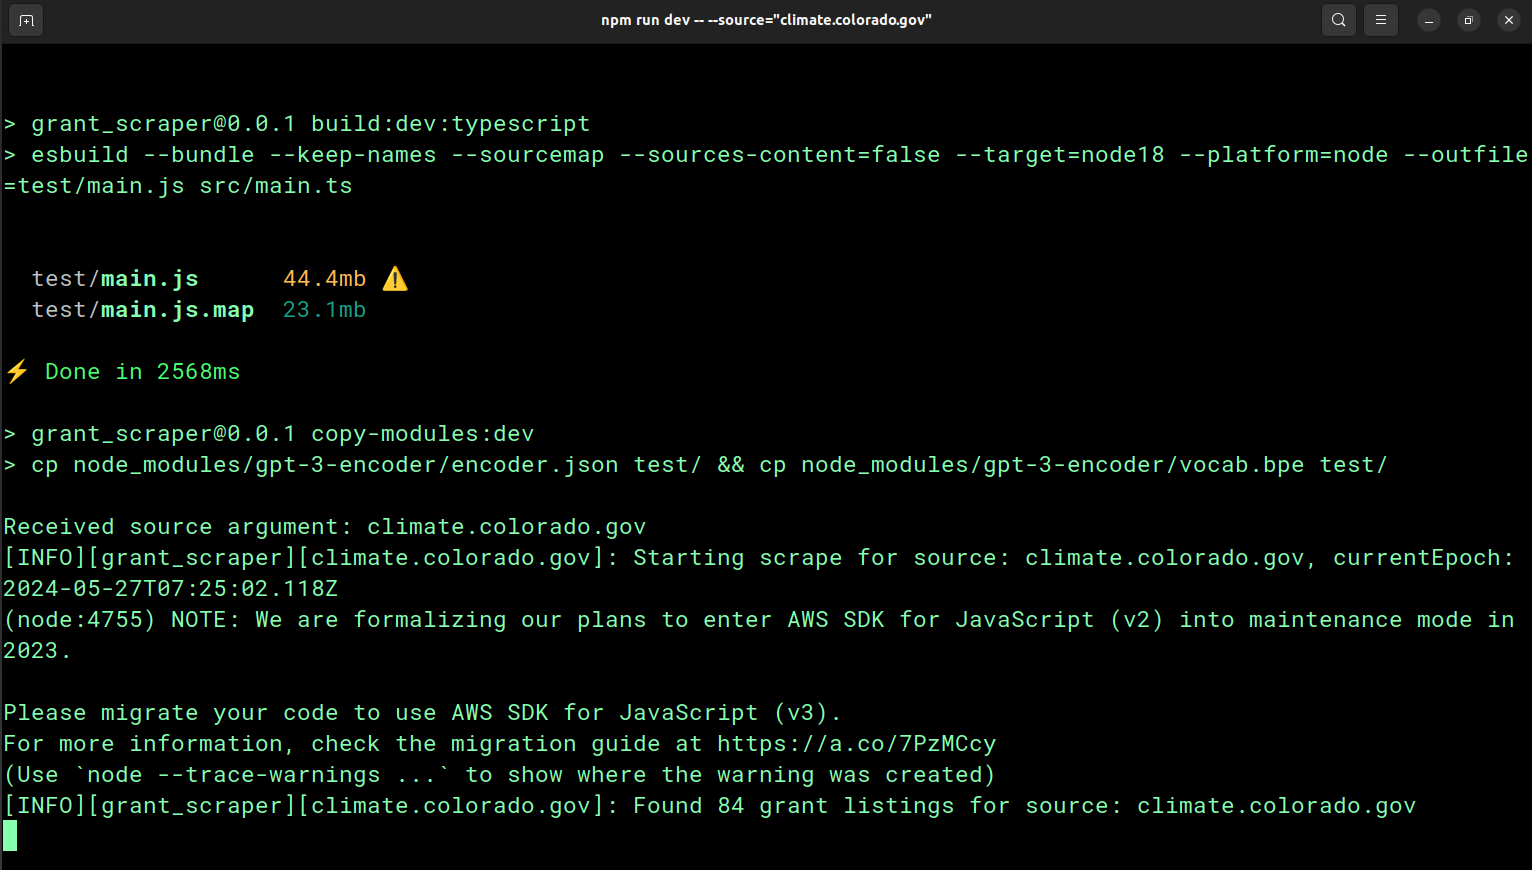 npm run dev -- --source="climate.colorado.gov"
> grant_scraper@0.0.1 build:dev:typescript
> esbuild --bundle --keep-names --sourcemap --sources-content=false --target=node18 --platform=node --outfile
=test/main.js src/main.ts
test/main.js 44.4mb ⚠️
test/main.js.map 23.1mb
⚡ Done in 2568ms
> grant_scraper@0.0.1 copy-modules:dev
> cp node_modules/gpt-3-encoder/encoder.json test/ && cp node_modules/gpt-3-encoder/vocab.bpe test/
Received source argument: climate.colorado.gov
[INFO][grant_scraper][climate.colorado.gov]: Starting scrape for source: climate.colorado.gov, currentEpoch:
2024-05-27T07:25:02.118Z
(node:4755) NOTE: We are formalizing our plans to enter AWS SDK for JavaScript (v2) into maintenance mode in
2023.
Please migrate your code to use AWS SDK for JavaScript (v3).
For more information, check the migration guide at https://a.co/7PzMCcy
(Use `node --trace-warnings ...` to show where the warning was created)
[INFO][grant_scraper][climate.colorado.gov]: Found 84 grant listings for source: climate.colorado.gov